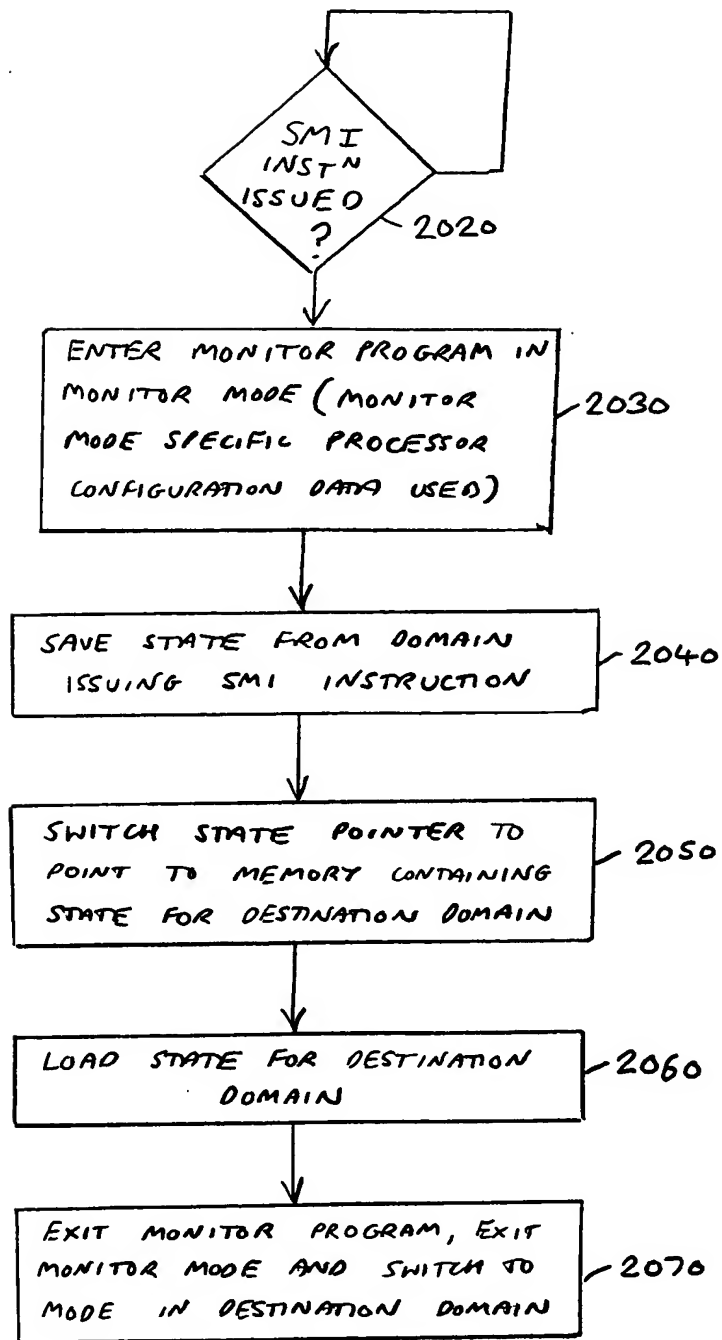 SMI
INSTN
ISSUED
?
2020
ENTER MONITOR PROGRAM IN
MONITOR MODE (MONITOR
MODE SPECIFIC PROCESSOR
CONFIGURATION DATA USED)
2030
SAVE STATE FROM DOMAIN
ISSUING SMI INSTRUCTION
2040
SWITCH STATE POINTER TO
POINT TO MEMORY CONTAINING
STATE FOR DESTINATION DOMAIN
2050
LOAD STATE FOR DESTINATION
DOMAIN
2060
EXIT MONITOR PROGRAM, EXIT
MONITOR MODE AND SWITCH TO
MODE IN DESTINATION DOMAIN
2070